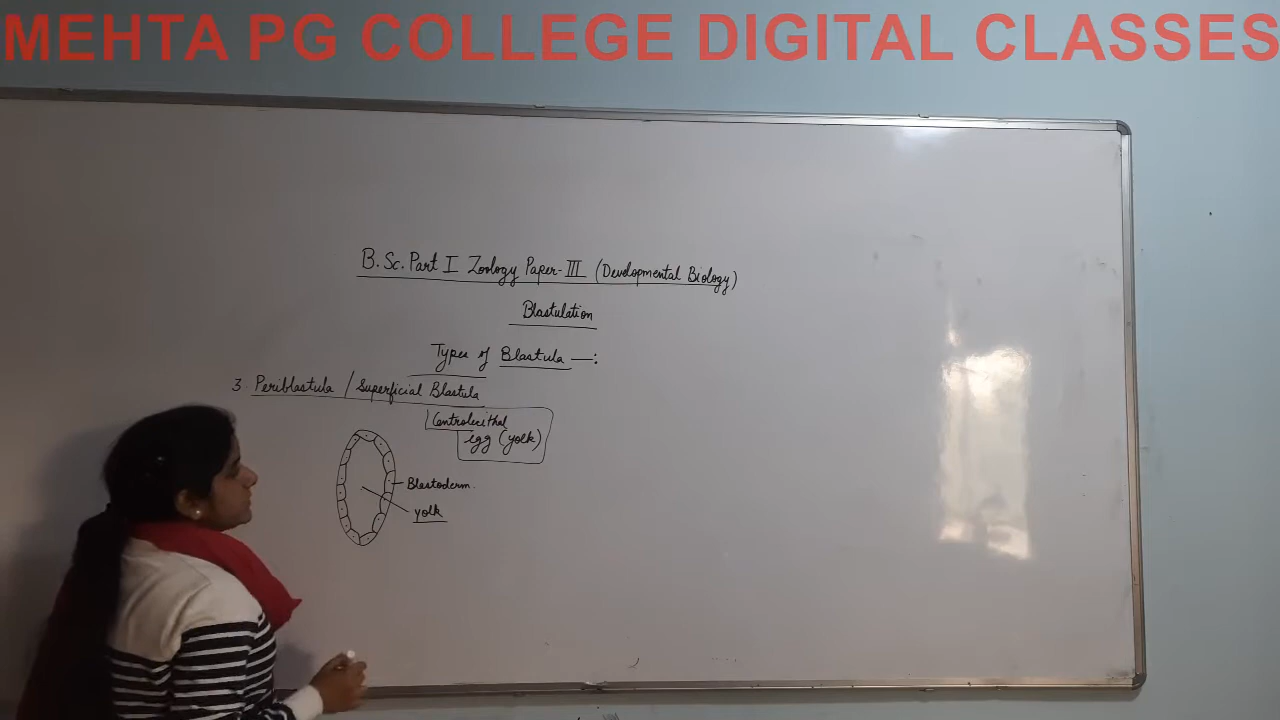 MEHTA PG COLLEGE DIGITAL CLASSES
B.Sc. Part I Zoology Paper-III (Developmental Biology)
Blastulation
Types of Blastula —:
3. Periblastula / Superficial Blastula
Centrolecithal
egg (yolk)
Blastoderm.
yolk